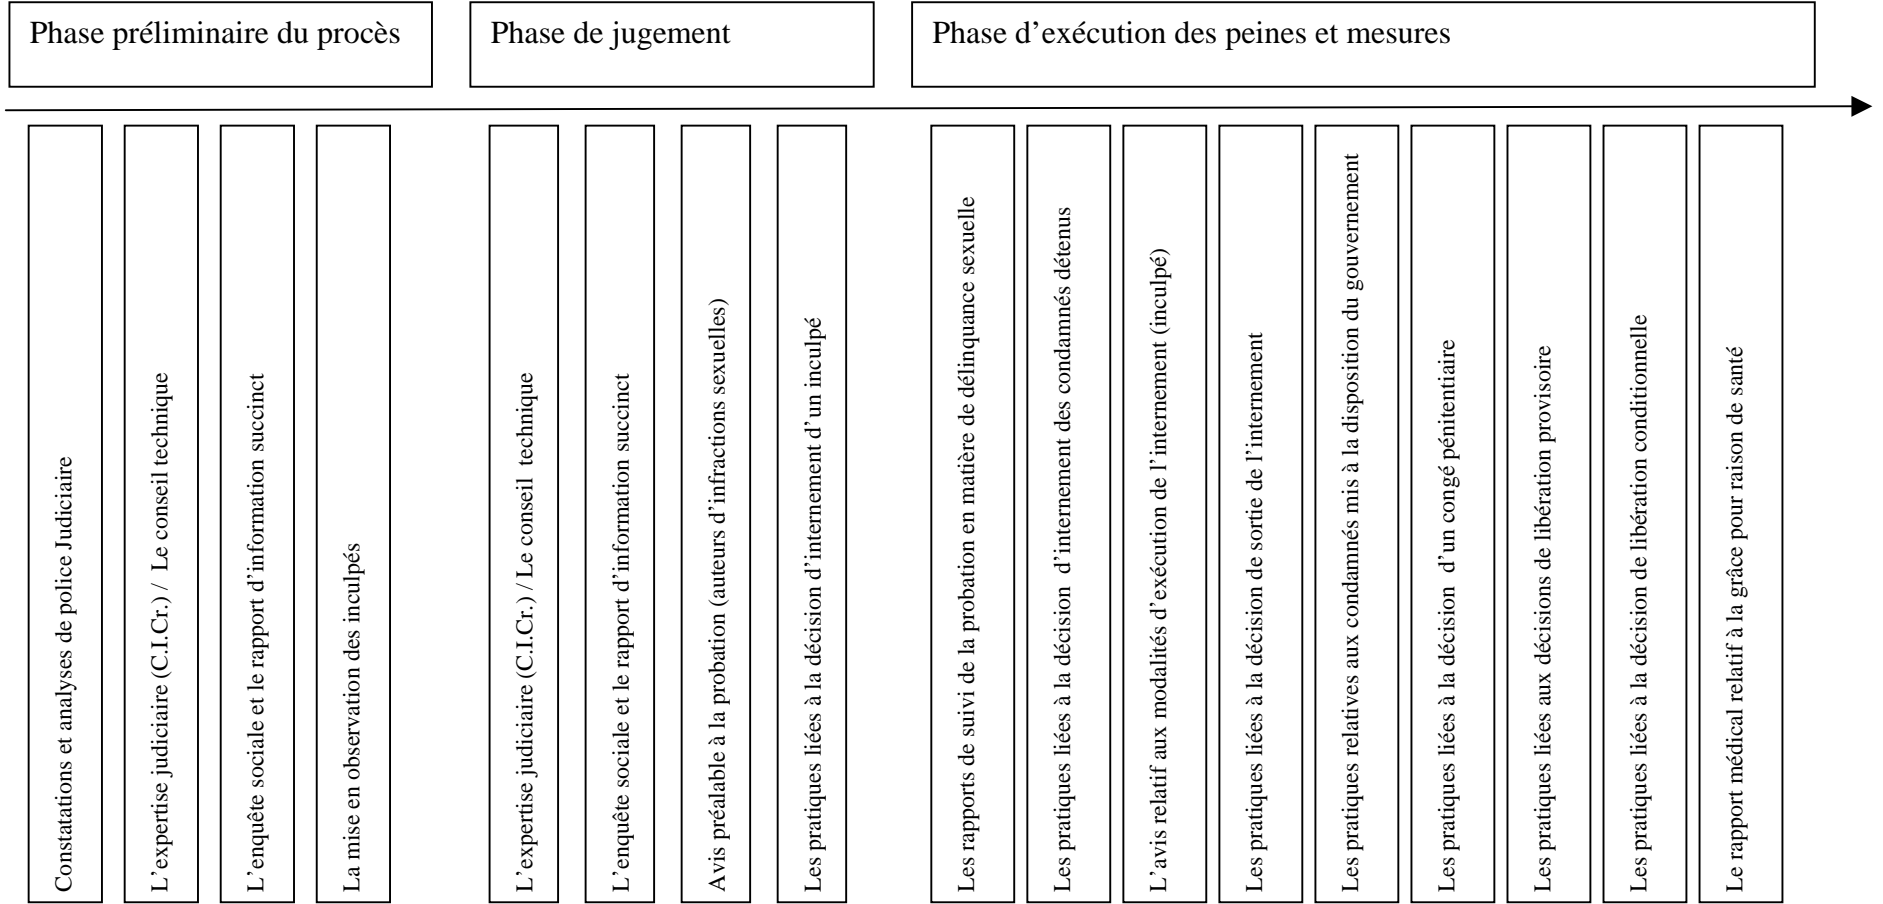 Phase préliminaire du procès
Phase de jugement
Phase d’exécution des peines et mesures
Constatations et analyses de police Judiciaire
L’expertise judiciaire (C.I.Cr.) / Le conseil technique
L’enquête sociale et le rapport d’information succinct
La mise en observation des inculpés
L’expertise judiciaire (C.I.Cr.) / Le conseil technique
L’enquête sociale et le rapport d’information succinct
Avis préalable à la probation (auteurs d’infractions sexuelles)
Les pratiques liées à la décision d’internement d’un inculpé
Les rapports de suivi de la probation en matière de délinquance sexuelle
Les pratiques liées à la décision d’internement des condamnés détenus
L’avis relatif aux modalités d’exécution de l’internement (inculpé)
Les pratiques liées à la décision de sortie de l’internement
Les pratiques relatives aux condamnés mis à la disposition du gouvernement
Les pratiques liées à la décision d’un congé pénitentiaire
Les pratiques liées aux décisions de libération provisoire
Les pratiques liées à la décision de libération conditionnelle
Le rapport médical relatif à la grâce pour raison de santé